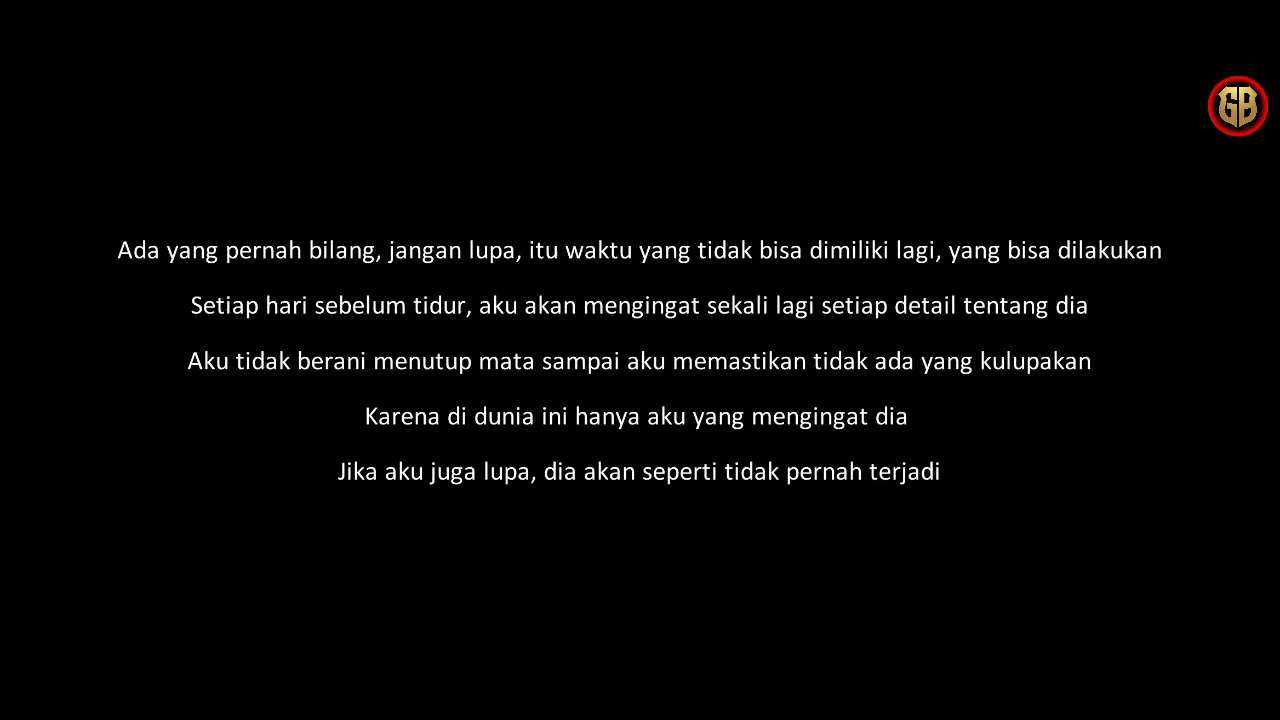 GB
Ada yang pernah bilang, jangan lupa, itu waktu yang tidak bisa dimiliki lagi, yang bisa dilakukan
Setiap hari sebelum tidur, aku akan mengingat sekali lagi setiap detail tentang dia
Aku tidak berani menutup mata sampai aku memastikan tidak ada yang kulupakan
Karena di dunia ini hanya aku yang mengingat dia
Jika aku juga lupa, dia akan seperti tidak pernah terjadi